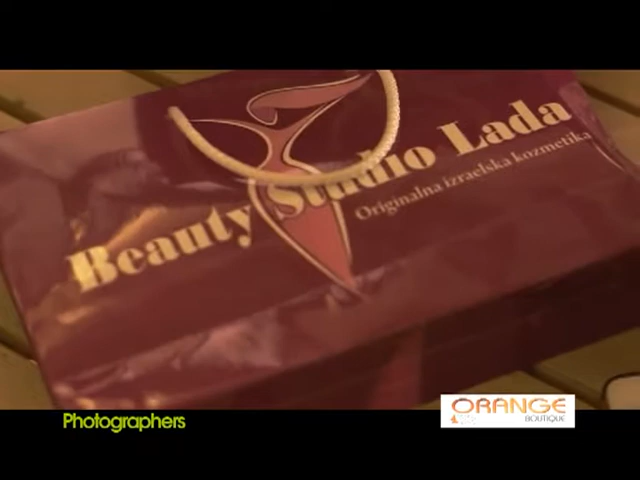 Beauty Studio Lada
Originalna izraelska kozmetika
Photographers
ORANGE
BOUTIQUE